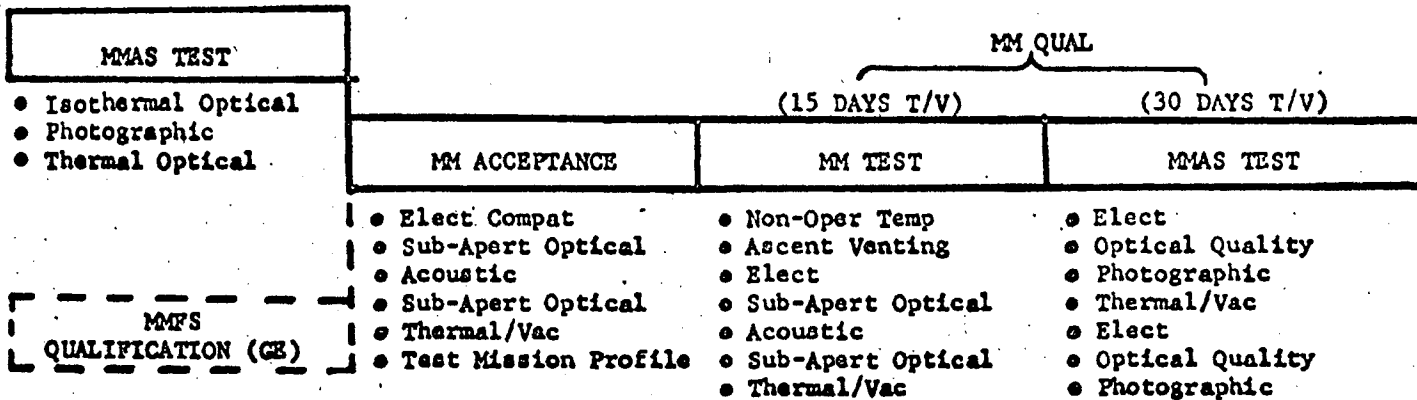 MMAS TEST
• Isothermal Optical
• Photographic
• Thermal Optical
MMFS
QUALIFICATION (GE)
MM QUAL
(15 DAYS T/V)
(30 DAYS T/V)
MM ACCEPTANCE
• Elect Compat
• Sub-Apert Optical
• Acoustic
• Sub-Apert Optical
• Thermal/Vac
• Test Mission Profile
MM TEST
• Non-Oper Temp
• Ascent Venting
• Elect
• Sub-Apert Optical
• Acoustic
• Sub-Apert Optical
• Thermal/Vac
MMAS TEST
• Elect
• Optical Quality
• Photographic
• Thermal/Vac
• Elect
• Optical Quality
• Photographic